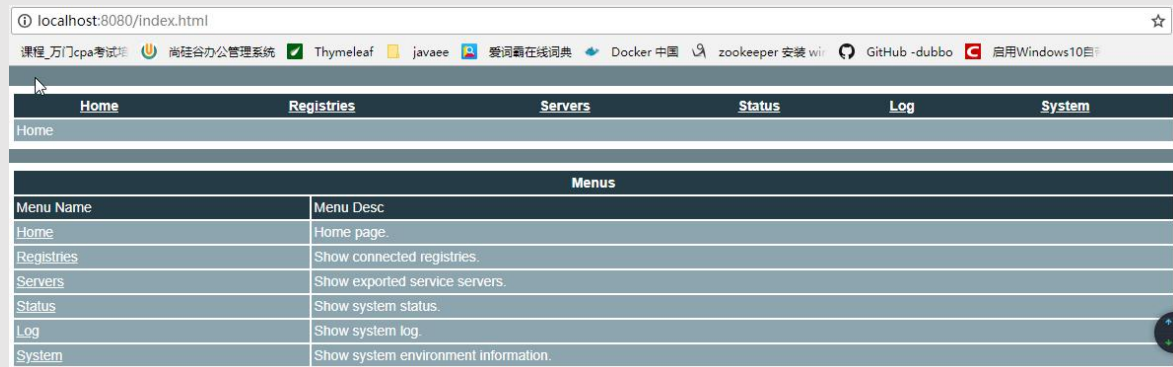 localhost:8080/index.html
课程_万门cpa考试培 尚硅谷办公管理系统 Thymeleaf javaee 爱词霸在线词典 Docker 中国 zookeeper 安装 wir GitHub -dubbo 启用Windows10自
Home Registries Servers Status Log System
Home
Menus
Menu Name Menu Desc
Home Home page.
Registries Show connected registries.
Servers Show exported service servers.
Status Show system status.
Log Show system log.
System Show system environment information.